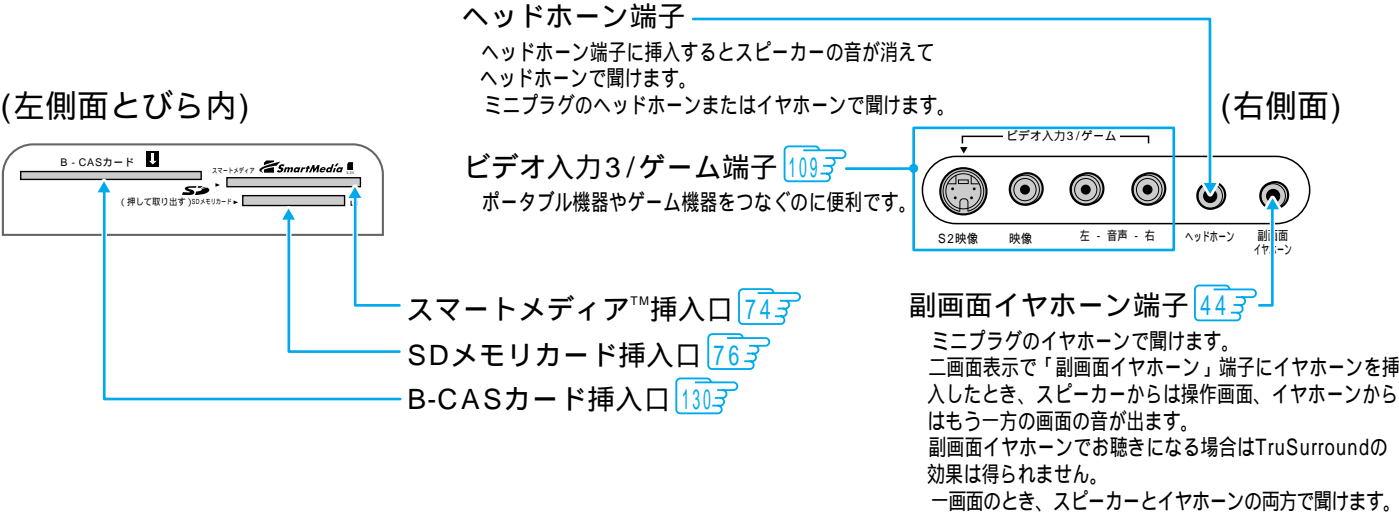 ヘッドホーン端子
ヘッドホーン端子に挿入するとスピーカーの音が消えて
ヘッドホーンで聞けます。
ミニプラグのヘッドホーンまたはイヤホーンで聞けます。
(左側面とびら内)
B-CASカード
スマートメディア SmartMedia
SD
(押して取り出す)SDメモリカード
(右側面)
ビデオ入力3/ゲーム
ビデオ入力3/ゲーム端子 109
ポータブル機器やゲーム機器をつなぐのに便利です。
S2映像 映像 左 - 音声 - 右 ヘッドホーン 副画面
イヤホーン
スマートメディア™挿入口 74
SDメモリカード挿入口 76
B-CASカード挿入口 130
副画面イヤホーン端子 44
ミニプラグのイヤホーンで聞けます。
二画面表示で「副画面イヤホーン」端子にイヤホーンを挿
入したとき、スピーカーからは操作画面、イヤホーンから
はもう一方の画面の音が出ます。
副画面イヤホーンでお聴きになる場合はTruSurroundの
効果は得られません。
一画面のとき、スピーカーとイヤホーンの両方で聞けます。